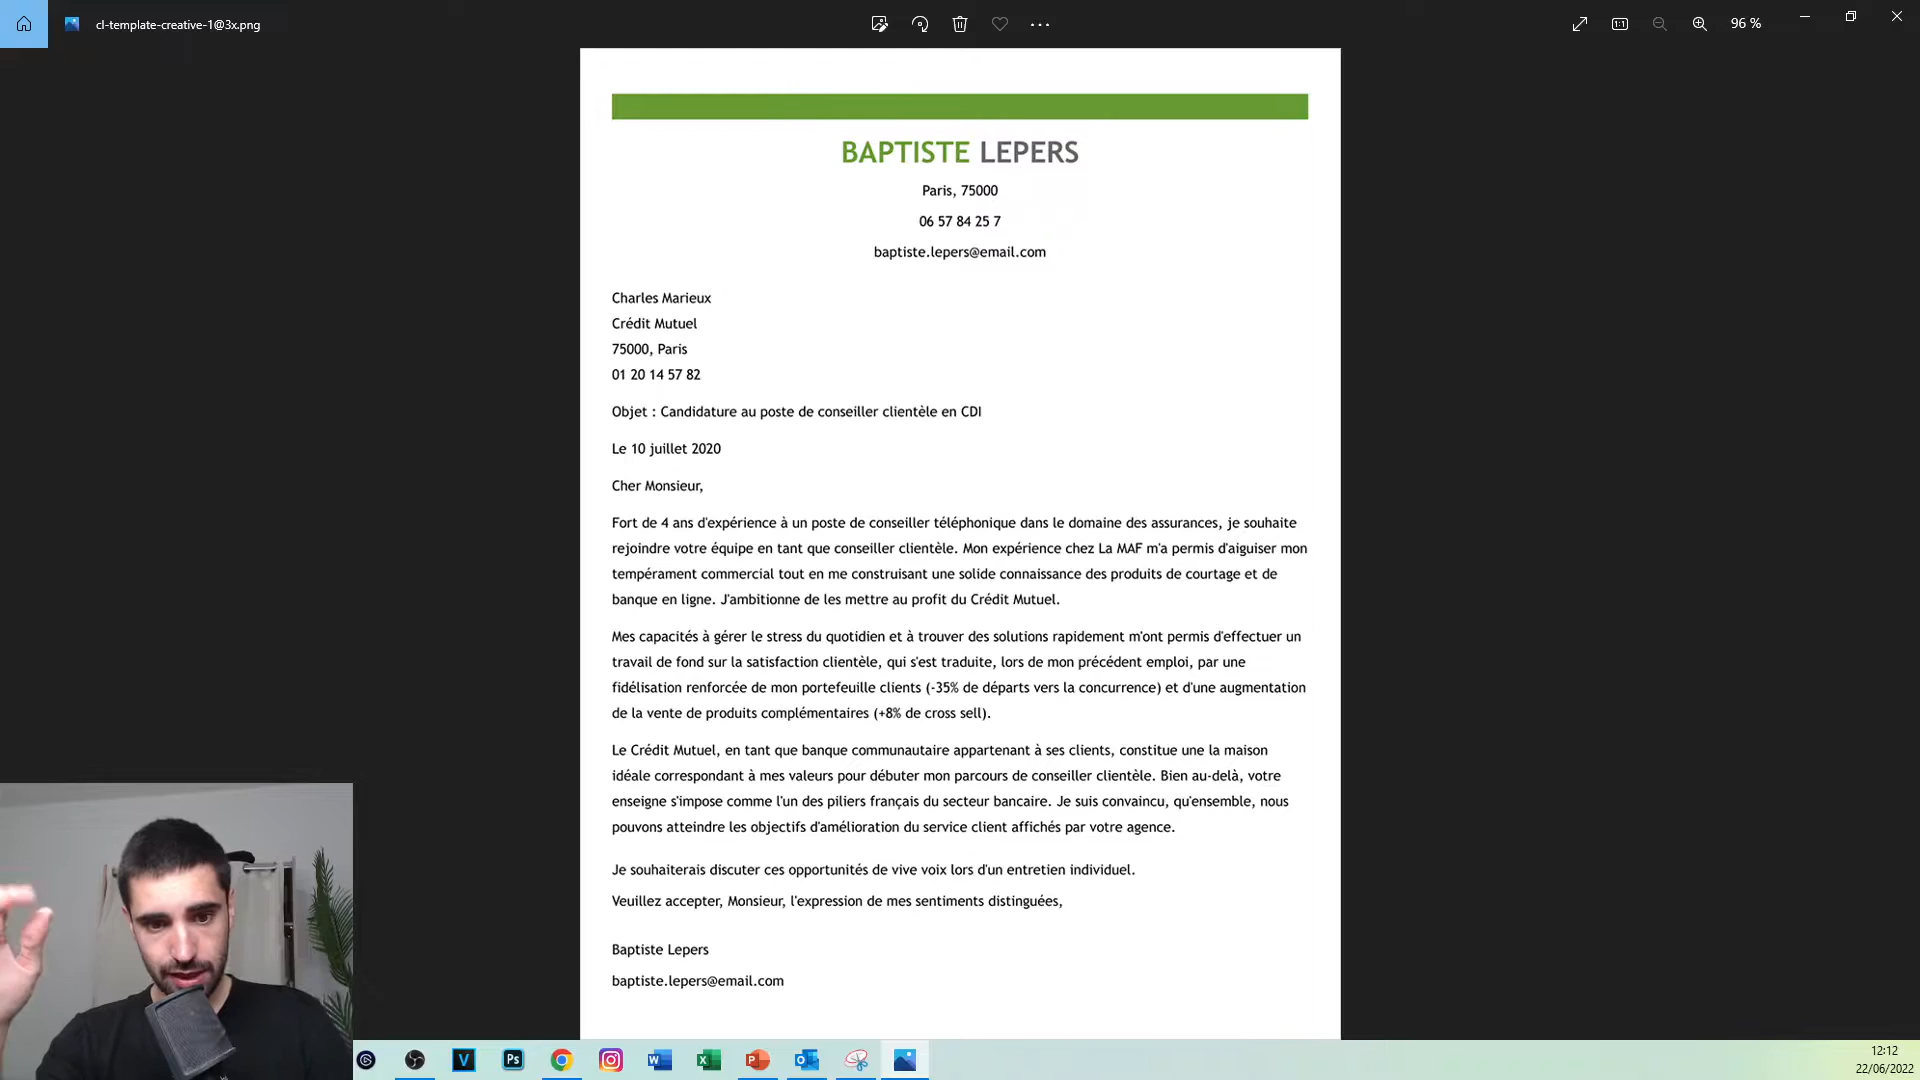 cl-template-creative-1@3x.png
96 %
BAPTISTE LEPERS
Paris, 75000
06 57 84 25 7
baptiste.lepers@email.com
Charles Marieux
Crédit Mutuel
75000, Paris
01 20 14 57 82
Objet : Candidature au poste de conseiller clientèle en CDI
Le 10 juillet 2020
Cher Monsieur,
Fort de 4 ans d'expérience à un poste de conseiller téléphonique dans le domaine des assurances, je souhaite
rejoindre votre équipe en tant que conseiller clientèle. Mon expérience chez La MAF m'a permis d'aiguiser mon
tempérament commercial tout en me construisant une solide connaissance des produits de courtage et de
banque en ligne. J'ambitionne de les mettre au profit du Crédit Mutuel.
Mes capacités à gérer le stress du quotidien et à trouver des solutions rapidement m'ont permis d'effectuer un
travail de fond sur la satisfaction clientèle, qui s'est traduite, lors de mon précédent emploi, par une
fidélisation renforcée de mon portefeuille clients (-35% de départs vers la concurrence) et d'une augmentation
de la vente de produits complémentaires (+8% de cross sell).
Le Crédit Mutuel, en tant que banque communautaire appartenant à ses clients, constitue une la maison
idéale correspondant à mes valeurs pour débuter mon parcours de conseiller clientèle. Bien au-delà, votre
enseigne s'impose comme l'un des piliers français du secteur bancaire. Je suis convaincu, qu'ensemble, nous
pouvons atteindre les objectifs d'amélioration du service client affichés par votre agence.
Je souhaiterais discuter ces opportunités de vive voix lors d'un entretien individuel.
Veuillez accepter, Monsieur, l'expression de mes sentiments distinguées,
Baptiste Lepers
baptiste.lepers@email.com
12:12
22/06/2022